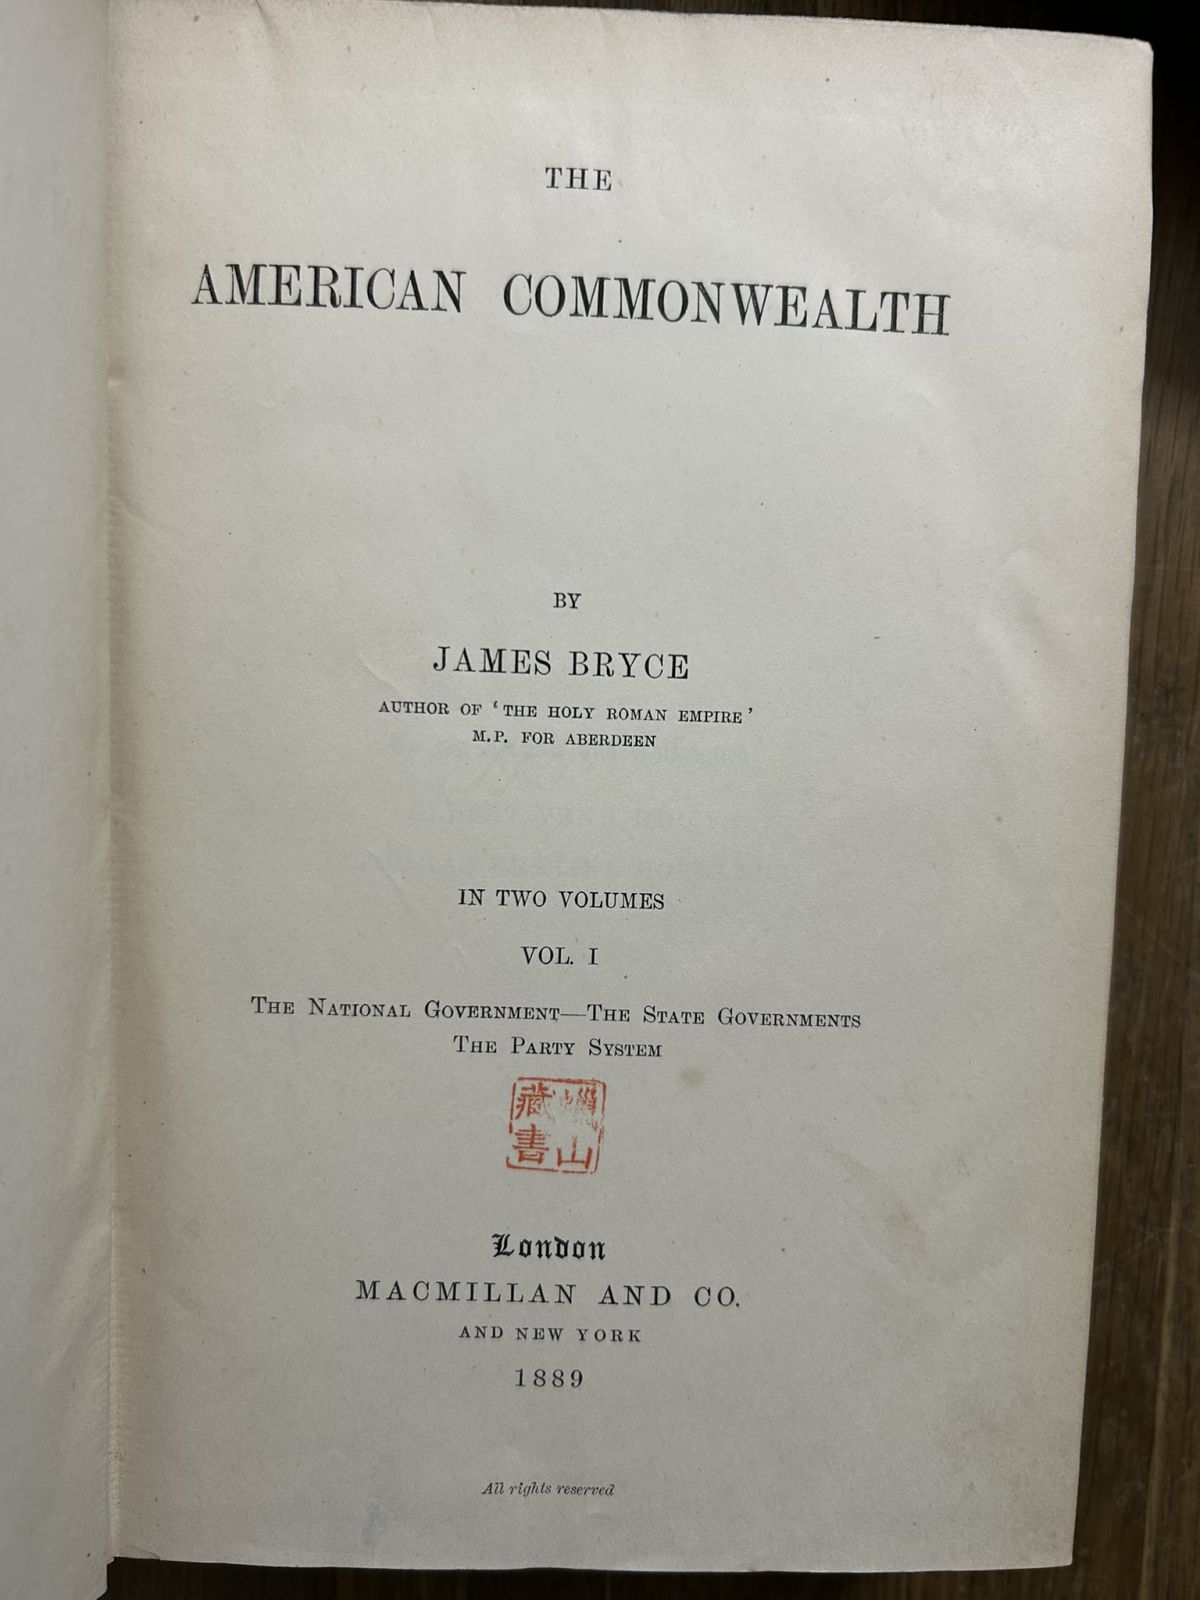 THE
AMERICAN COMMONWEALTH
BY
JAMES BRYCE
AUTHOR OF ‘THE HOLY ROMAN EMPIRE’
M.P. FOR ABERDEEN
IN TWO VOLUMES
VOL. I
THE NATIONAL GOVERNMENT—THE STATE GOVERNMENTS
THE PARTY SYSTEM
蠟山
藏書
London
MACMILLAN AND CO.
AND NEW YORK
1889
All rights reserved